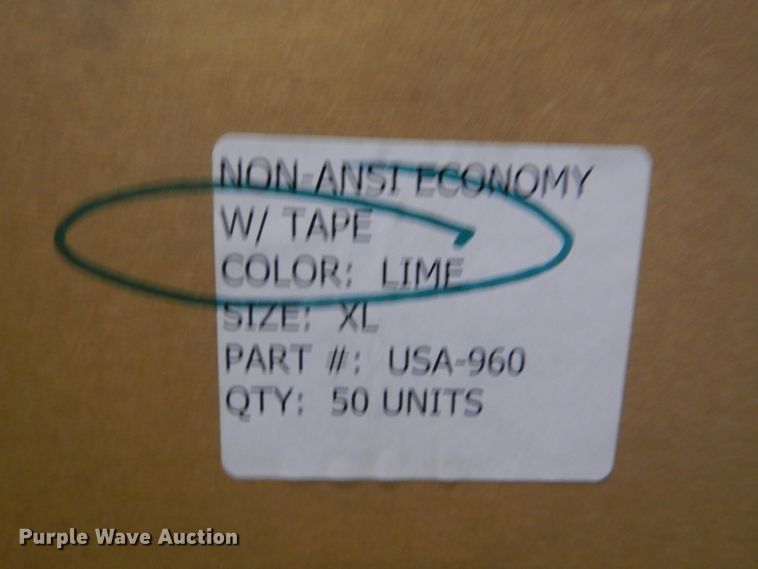 NON-ANSI ECONOMY
W/ TAPE
COLOR: LIME
SIZE: XL
PART #: USA-960
QTY: 50 UNITS
Purple Wave Auction